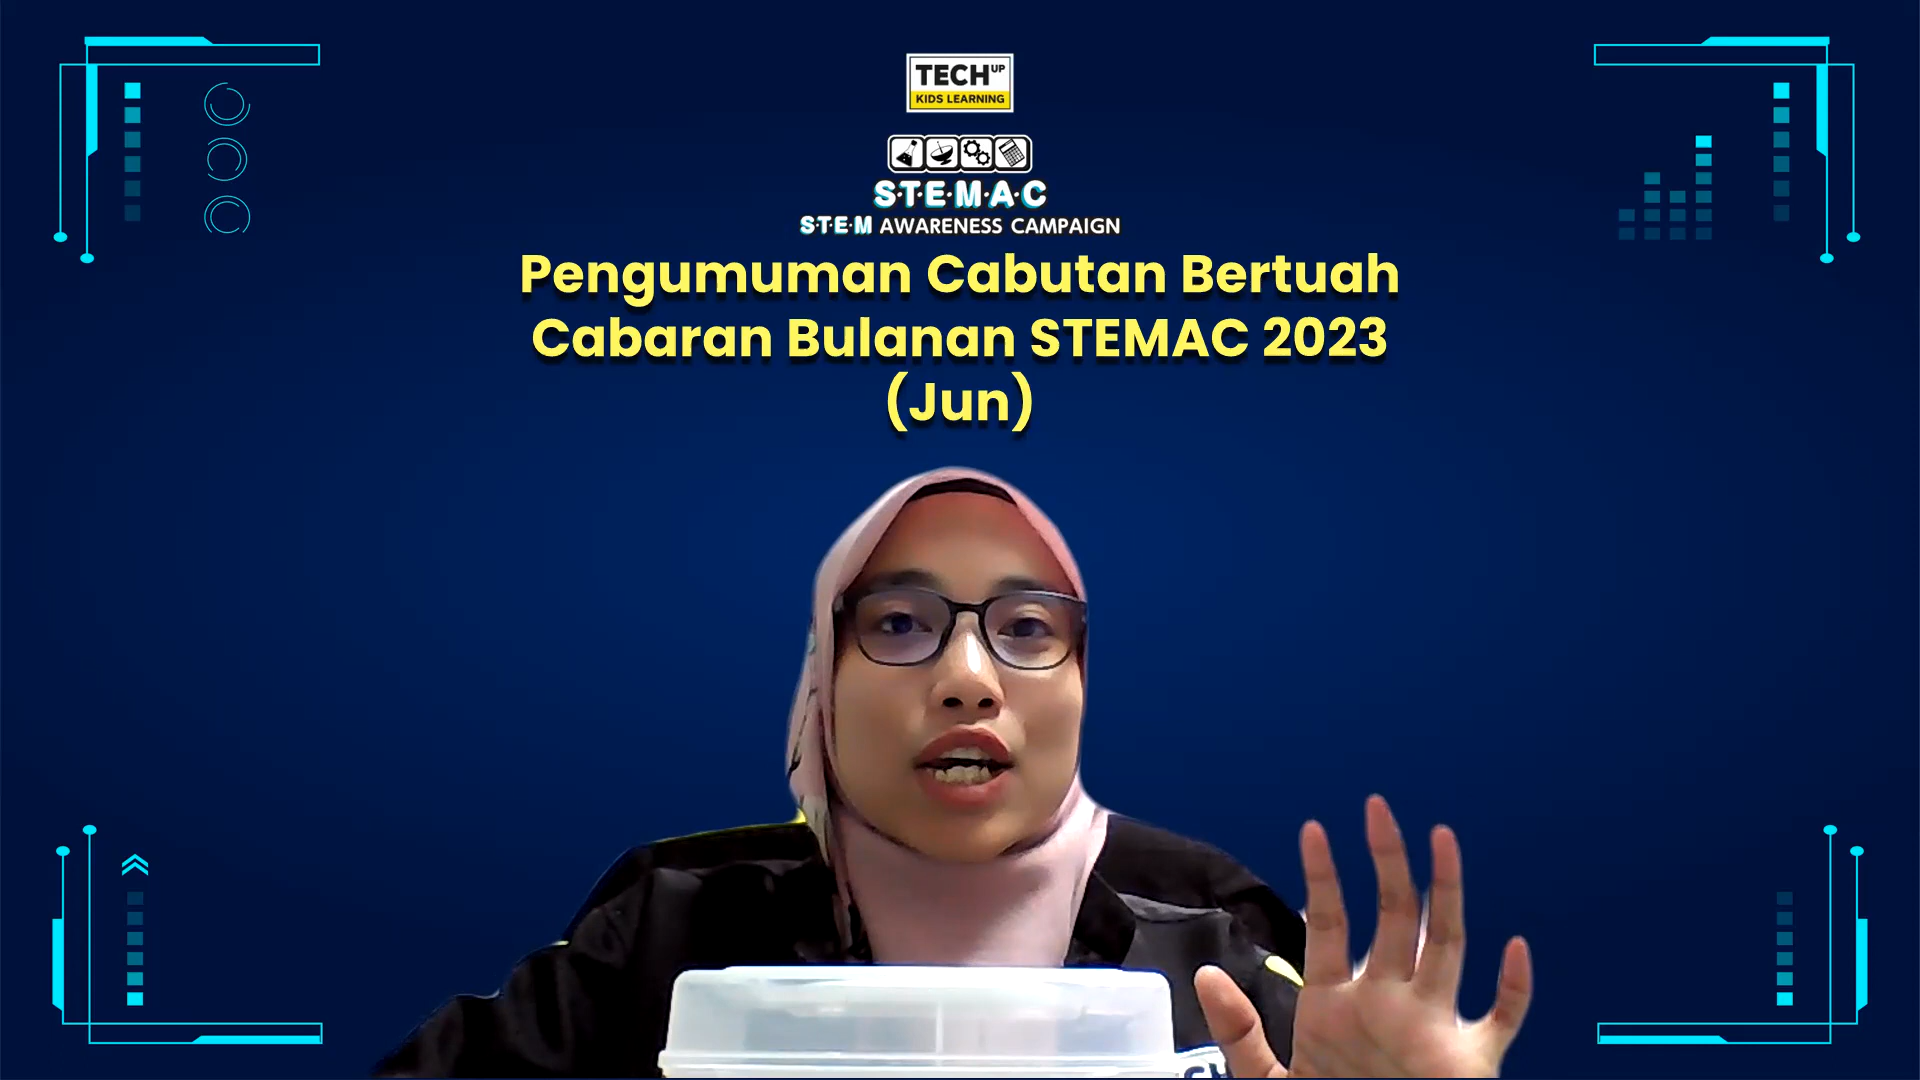 TECH UP
KIDS LEARNING
S·T·E·M·A·C
S·T·E·M AWARENESS CAMPAIGN
Pengumuman Cabutan Bertuah
Cabaran Bulanan STEMAC 2023
(Jun)